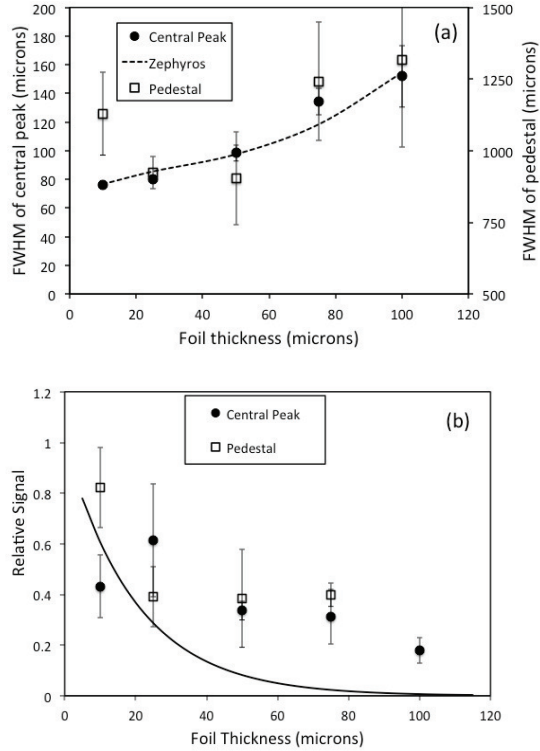 200
180
160
140
120
100
80
60
40
20
0
FWHM of central peak (microns)
Central Peak
Zephyros
Pedestal
(a)
1500
1250
1000
750
500
FWHM of pedestal (microns)
0 20 40 60 80 100 120
Foil thickness (microns)
1.2
1
0.8
0.6
0.4
0.2
0
Relative Signal
Central Peak
Pedestal
(b)
0 20 40 60 80 100 120
Foil Thickness (microns)